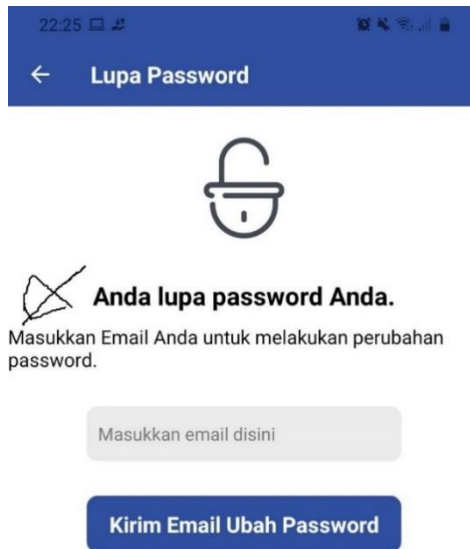 22:25
Lupa Password
Anda lupa password Anda.
Masukkan Email Anda untuk melakukan perubahan
password.
Masukkan email disini
Kirim Email Ubah Password